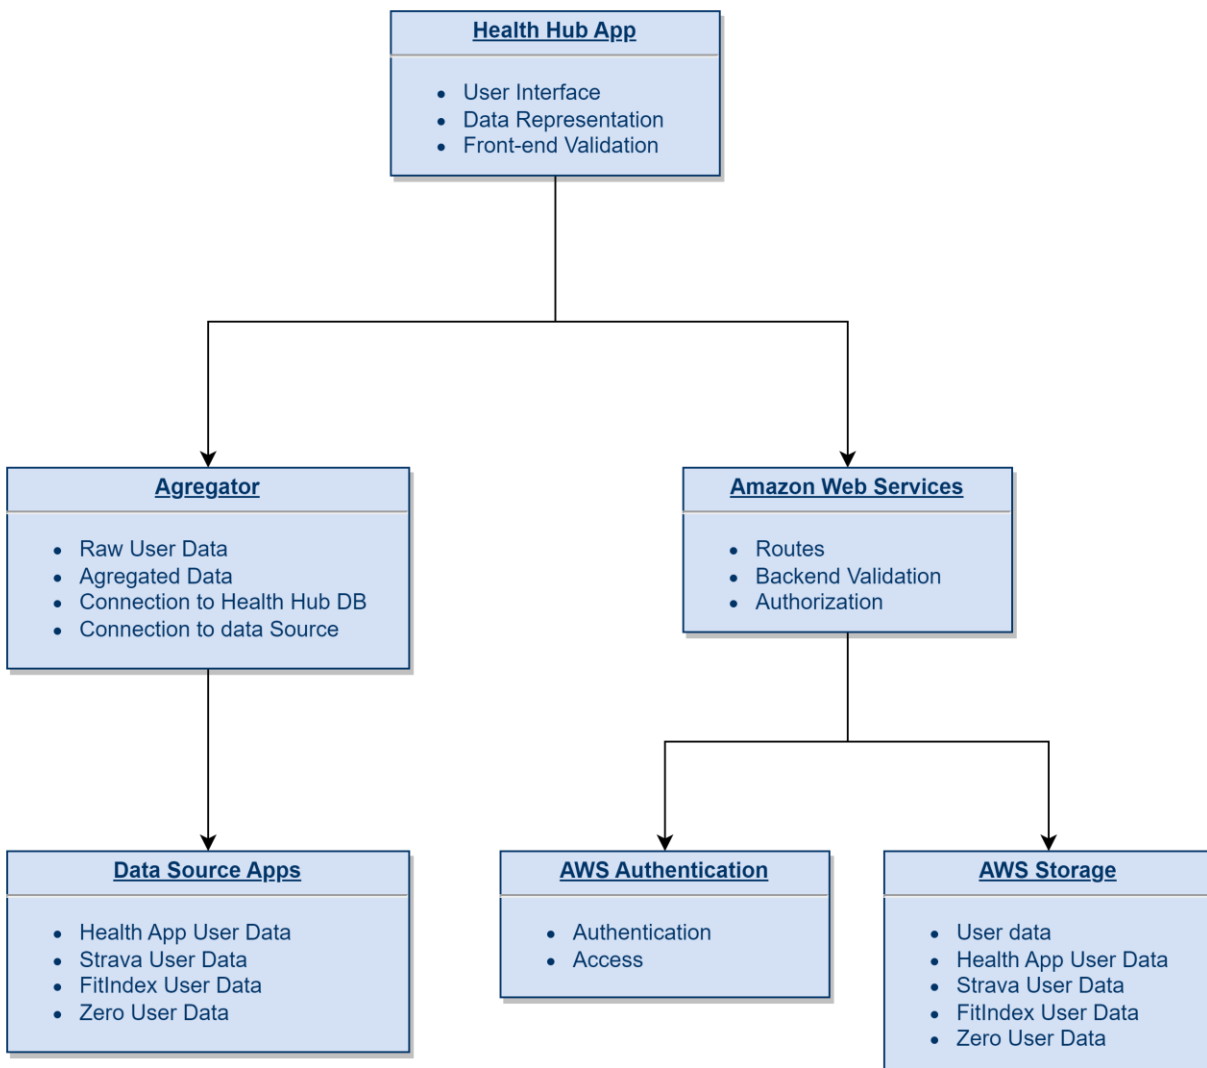 Health Hub App
User Interface
Data Representation
Front-end Validation
Agregator
Raw User Data
Agregated Data
Connection to Health Hub DB
Connection to data Source
Amazon Web Services
Routes
Backend Validation
Authorization
Data Source Apps
Health App User Data
Strava User Data
FitIndex User Data
Zero User Data
AWS Authentication
Authentication
Access
AWS Storage
User data
Health App User Data
Strava User Data
FitIndex User Data
Zero User Data